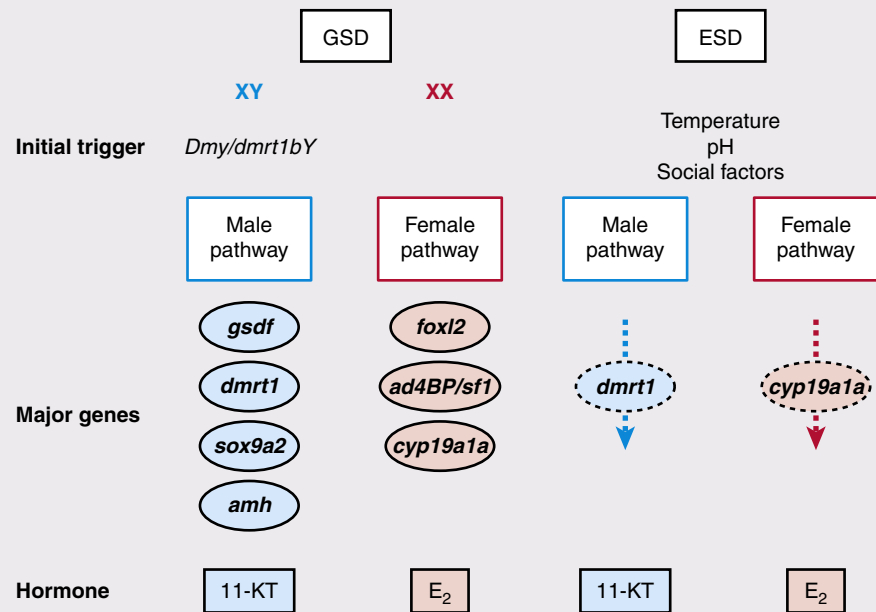 GSD ESD
XY XX
Initial trigger Dmy/dmrt1bY Temperature
pH
Social factors
Male pathway Female pathway Male pathway Female pathway
gsdf foxl2
dmrt1 ad4BP/sf1 dmrt1 cyp19a1a
Major genes
sox9a2 cyp19a1a
amh
Hormone 11-KT E₂ 11-KT E₂